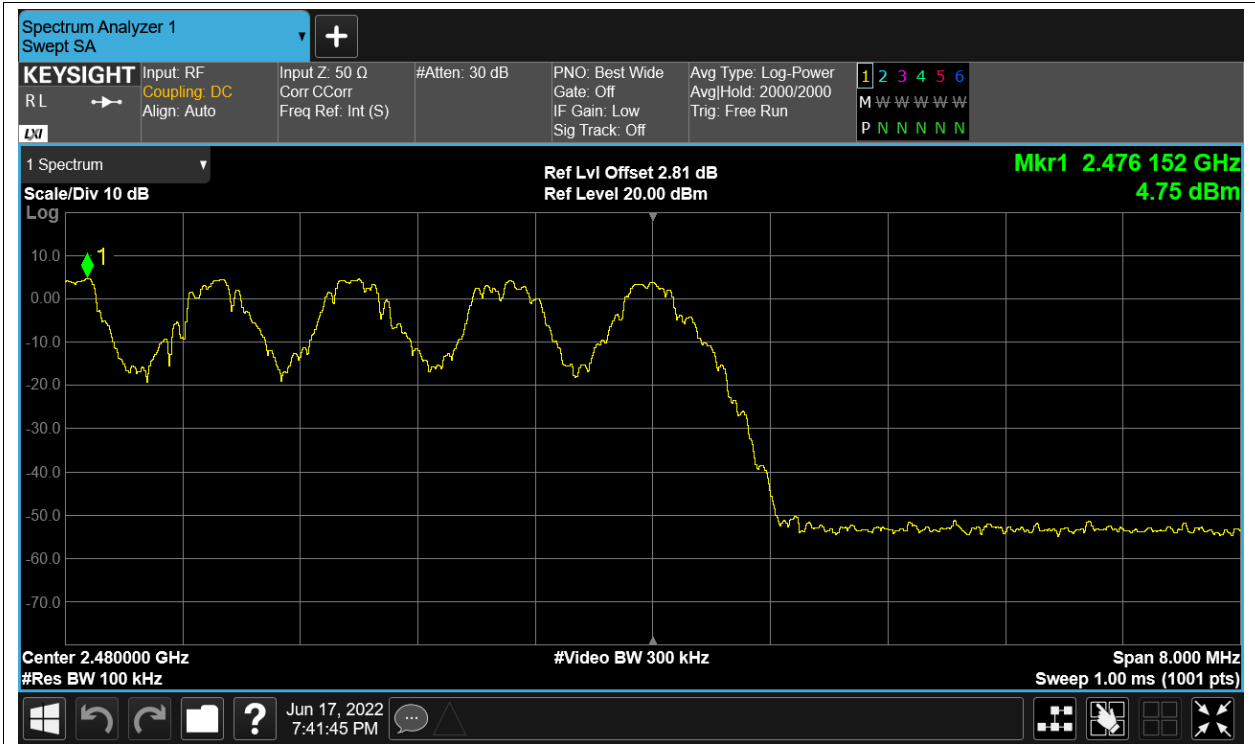 Spectrum Analyzer 1
Swept SA
KEYSIGHT
R L
LXI
Input: RF
Coupling: DC
Align: Auto
Input Z: 50 Ω
Corr CCorr
Freq Ref: Int (S)
#Atten: 30 dB
PNO: Best Wide
Gate: Off
IF Gain: Low
Sig Track: Off
Avg Type: Log-Power
Avg|Hold: 2000/2000
Trig: Free Run
1 2 3 4 5 6
M W W W W W
P N N N N N
1 Spectrum
Scale/Div 10 dB
Log
Ref Lvl Offset 2.81 dB
Ref Level 20.00 dBm
Mkr1 2.476 152 GHz
4.75 dBm
1
10.0
0.00
-10.0
-20.0
-30.0
-40.0
-50.0
-60.0
-70.0
Center 2.480000 GHz
#Video BW 300 kHz
Span 8.000 MHz
#Res BW 100 kHz
Sweep 1.00 ms (1001 pts)
?
Jun 17, 2022
7:41:45 PM